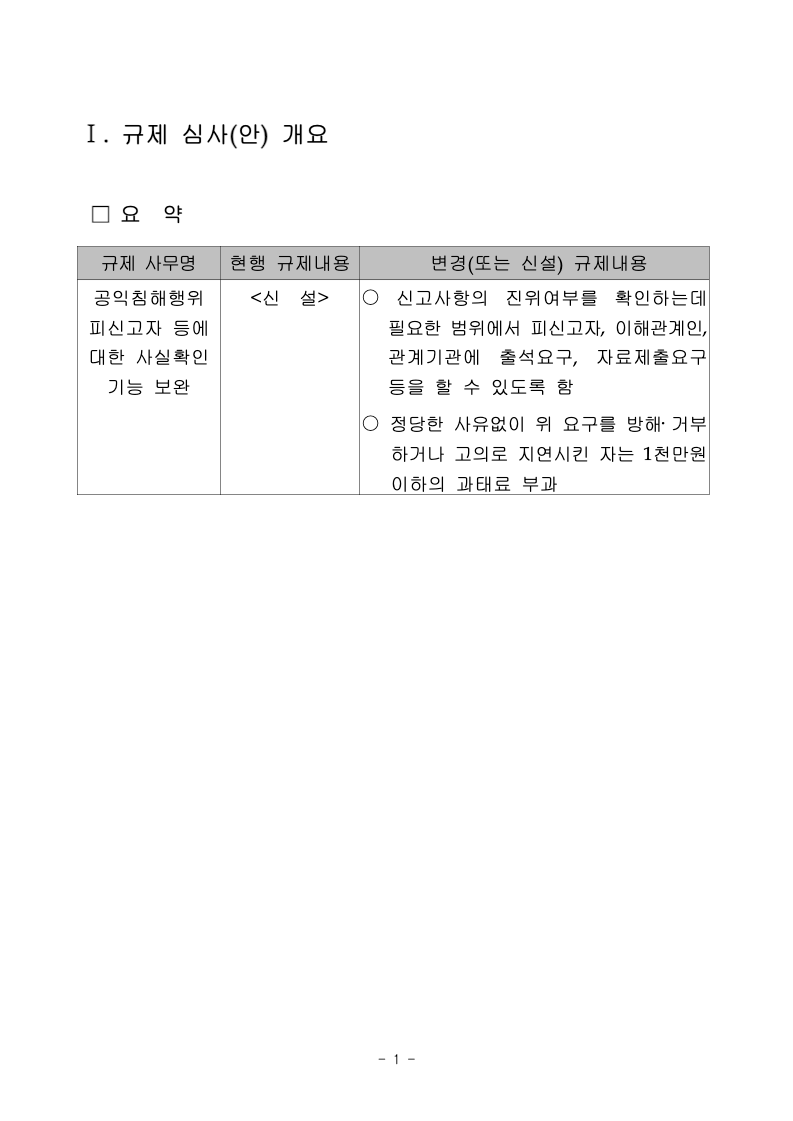 Ⅰ. 규제 심사(안) 개요
□ 요 약
규제 사무명 현행 규제내용 변경(또는 신설) 규제내용
공익침해행위
피신고자 등에
대한 사실확인
기능 보완
<신 설>
○ 신고사항의 진위여부를 확인하는데
필요한 범위에서 피신고자, 이해관계인,
관계기관에 출석요구, 자료제출요구
등을 할 수 있도록 함
○ 정당한 사유없이 위 요구를 방해·거부
하거나 고의로 지연시킨 자는 1천만원
이하의 과태료 부과
- 1 -